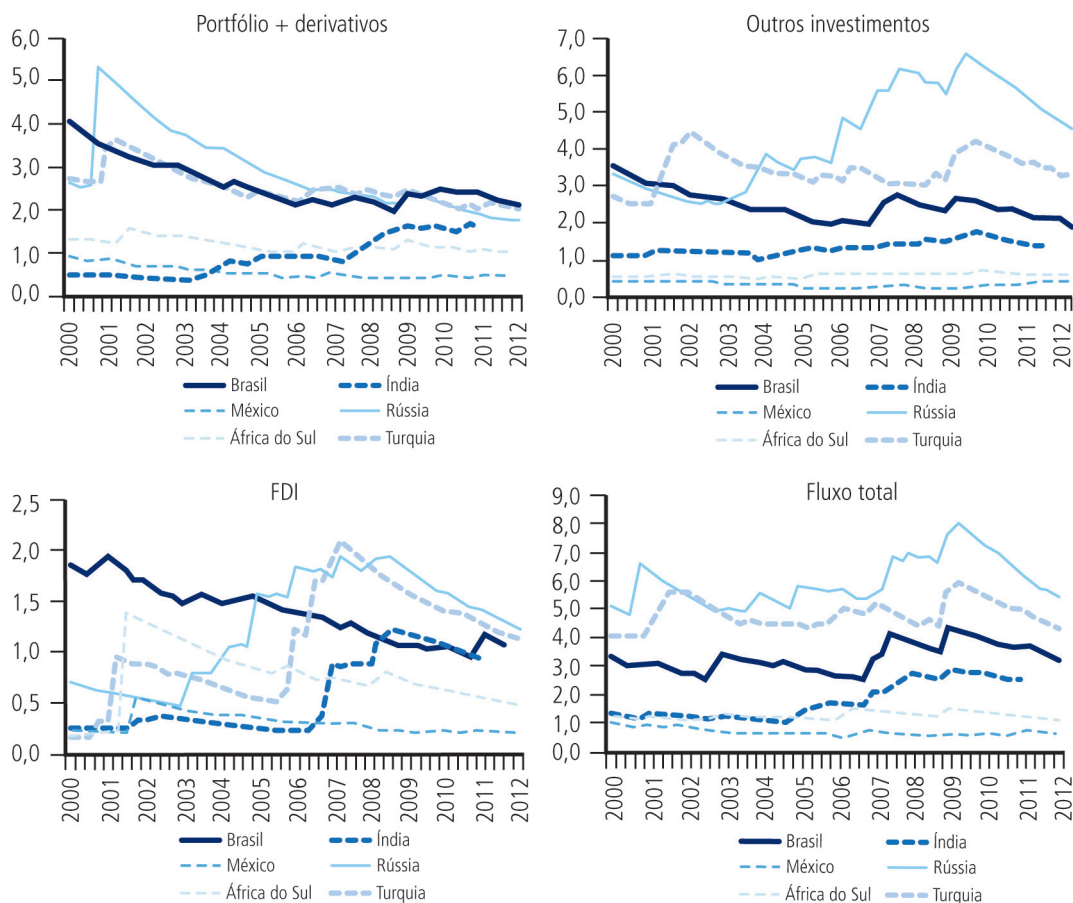 Portfólio + derivativos
6,0
5,0
4,0
3,0
2,0
1,0
0,0
2000 2001 2002 2003 2004 2005 2006 2007 2008 2009 2010 2011 2012
Brasil Índia
México Rússia
África do Sul Turquia
Outros investimentos
7,0
6,0
5,0
4,0
3,0
2,0
1,0
0,0
2000 2001 2002 2003 2004 2005 2006 2007 2008 2009 2010 2011 2012
Brasil Índia
México Rússia
África do Sul Turquia
FDI
2,5
2,0
1,5
1,0
0,5
0,0
2000 2001 2002 2003 2004 2005 2006 2007 2008 2009 2010 2011 2012
Brasil Índia
México Rússia
África do Sul Turquia
Fluxo total
9,0
8,0
7,0
6,0
5,0
4,0
3,0
2,0
1,0
0,0
2000 2001 2002 2003 2004 2005 2006 2007 2008 2009 2010 2011 2012
Brasil Índia
México Rússia
África do Sul Turquia